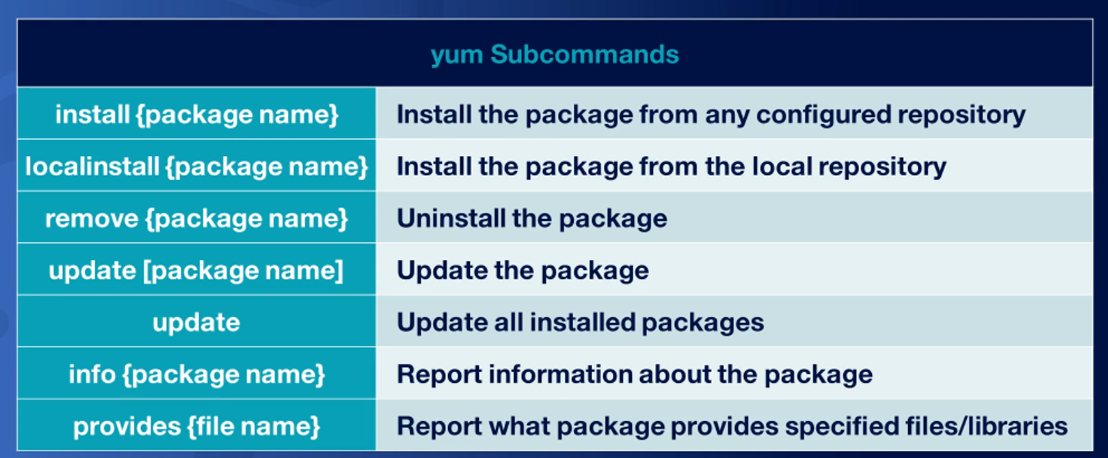 yum Subcommands
install {package name} Install the package from any configured repository
localinstall {package name} Install the package from the local repository
remove {package name} Uninstall the package
update [package name] Update the package
update Update all installed packages
info {package name} Report information about the package
provides {file name} Report what package provides specified files/libraries